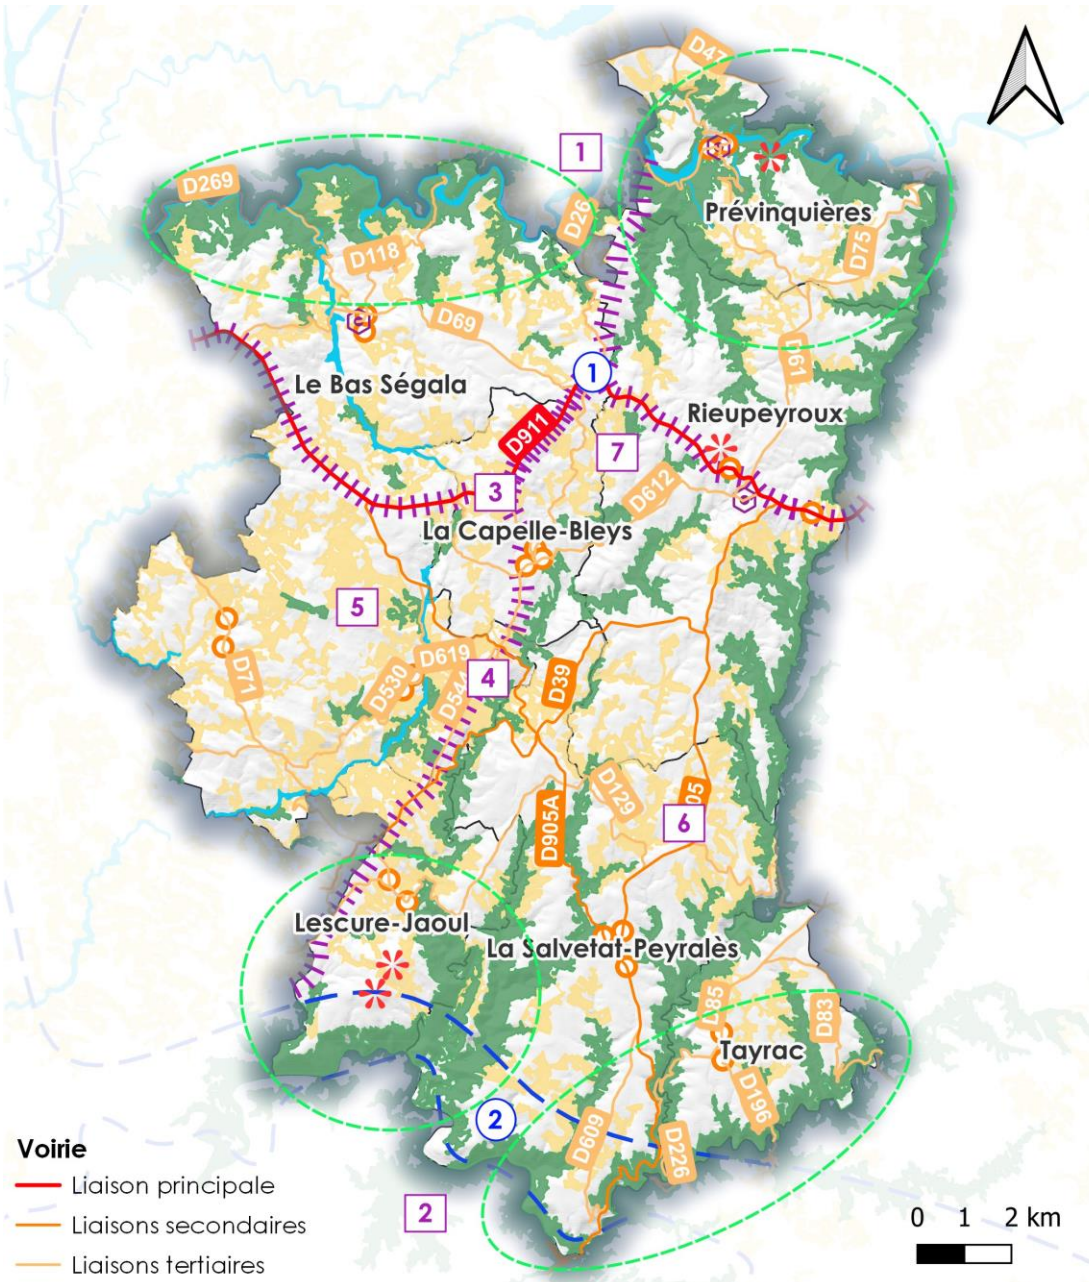 D47
1
D269
D26
Prévinquières
D118
D75
D69
D61
1
Le Bas Ségala
Rieupeyroux
D911
7
3
D612
La Capelle-Bleys
5
D619
4
D39
D71
D530
D129
6
D905A
Lescure-Jaoul
La Salvetat-Peyralès
D85
D83
Tayrac
D196
2
D609
D226
2
Voirie
Liaison principale
Liaisons secondaires
Liaisons tertiaires
0 1 2 km